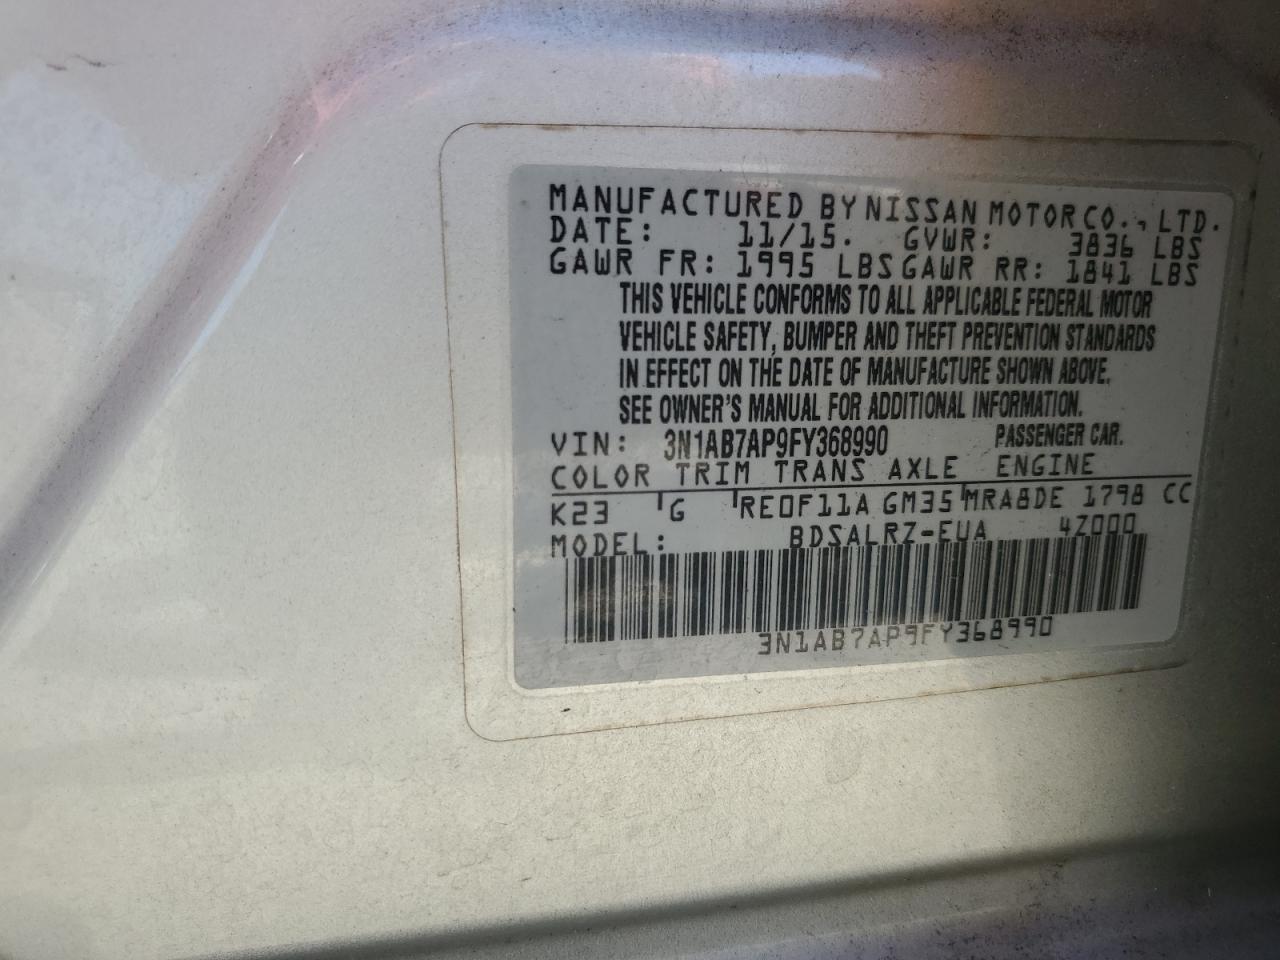 MANUFACTURED BY NISSAN MOTOR CO., LTD.
DATE: 11/15. GVWR: 3836 LBS
GAWR FR: 1995 LBS GAWR RR: 1841 LBS
THIS VEHICLE CONFORMS TO ALL APPLICABLE FEDERAL MOTOR
VEHICLE SAFETY, BUMPER AND THEFT PREVENTION STANDARDS
IN EFFECT ON THE DATE OF MANUFACTURE SHOWN ABOVE.
SEE OWNER'S MANUAL FOR ADDITIONAL INFORMATION.
VIN: 3N1AB7AP9FY368990 PASSENGER CAR.
COLOR TRIM TRANS AXLE ENGINE
K23 G RE0F11A GM35 MRA8DE 1798 CC
MODEL: BDSALRZ-EUA 4Z000
3N1AB7AP9FY368990